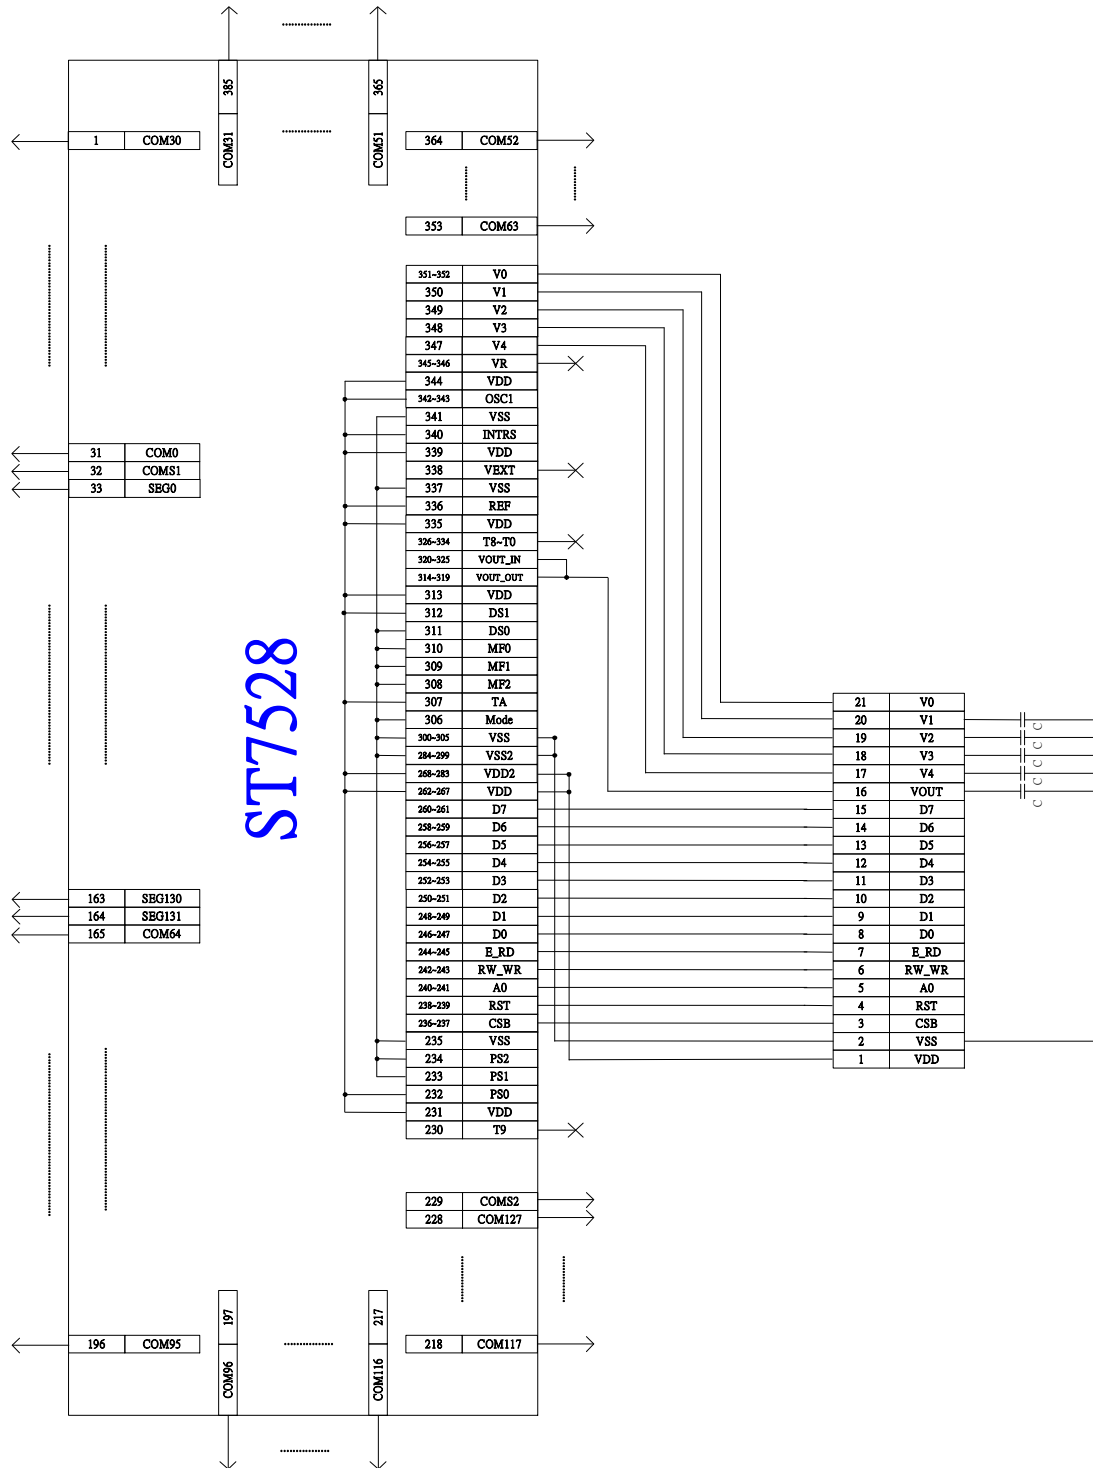 385
COM31
365
COM51
1 COM30
364 COM52
353 COM63
351~352 V0
350 V1
349 V2
348 V3
347 V4
345~346 VR
344 VDD
342~343 OSC1
341 VSS
340 INTRS
339 VDD
338 VEXT
337 VSS
336 REF
335 VDD
326~334 T8~T0
320~325 VOUT_IN
314~319 VOUT_OUT
313 VDD
312 DS1
311 DS0
310 MF0
309 MF1
308 MF2
307 TA
306 Mode
300~305 VSS
284~299 VSS2
268~283 VDD2
262~267 VDD
260~261 D7
258~259 D6
256~257 D5
254~255 D4
252~253 D3
250~251 D2
248~249 D1
246~247 D0
244~245 E_RD
242~243 RW_WR
240~241 A0
238~239 RST
236~237 CSB
235 VSS
234 PS2
233 PS1
232 PS0
231 VDD
230 T9
229 COMS2
228 COM127
218 COM117
31 COM0
32 COMS1
33 SEG0
ST7528
163 SEG130
164 SEG131
165 COM64
196 COM95
197
COM96
217
COM116
21 V0
20 V1
19 V2
18 V3
17 V4
16 VOUT
15 D7
14 D6
13 D5
12 D4
11 D3
10 D2
9 D1
8 D0
7 E_RD
6 RW_WR
5 A0
4 RST
3 CSB
2 VSS
1 VDD
C
C
C
C
C